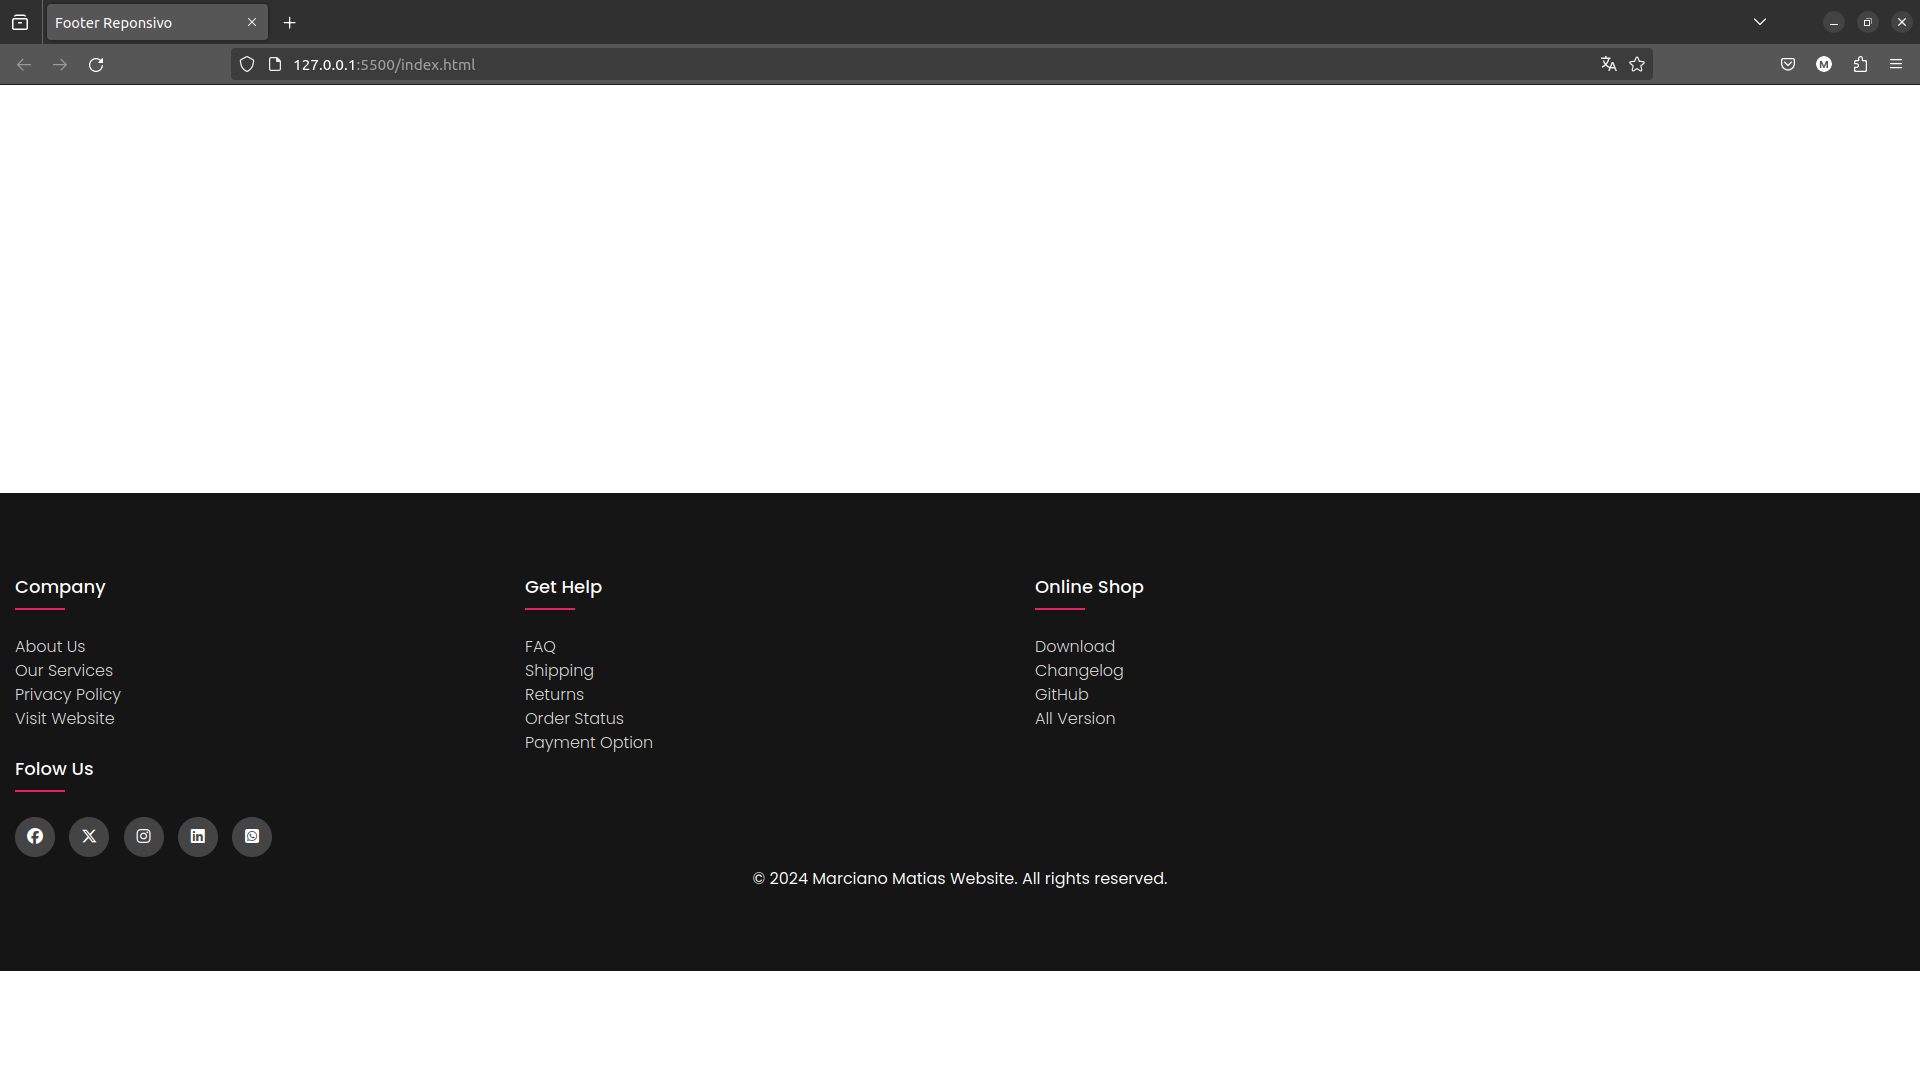 Footer Reponsivo
127.0.0.1:5500/index.html
M
Company
About Us
Our Services
Privacy Policy
Visit Website
Folow Us
Get Help
FAQ
Shipping
Returns
Order Status
Payment Option
Online Shop
Download
Changelog
GitHub
All Version
© 2024 Marciano Matias Website. All rights reserved.